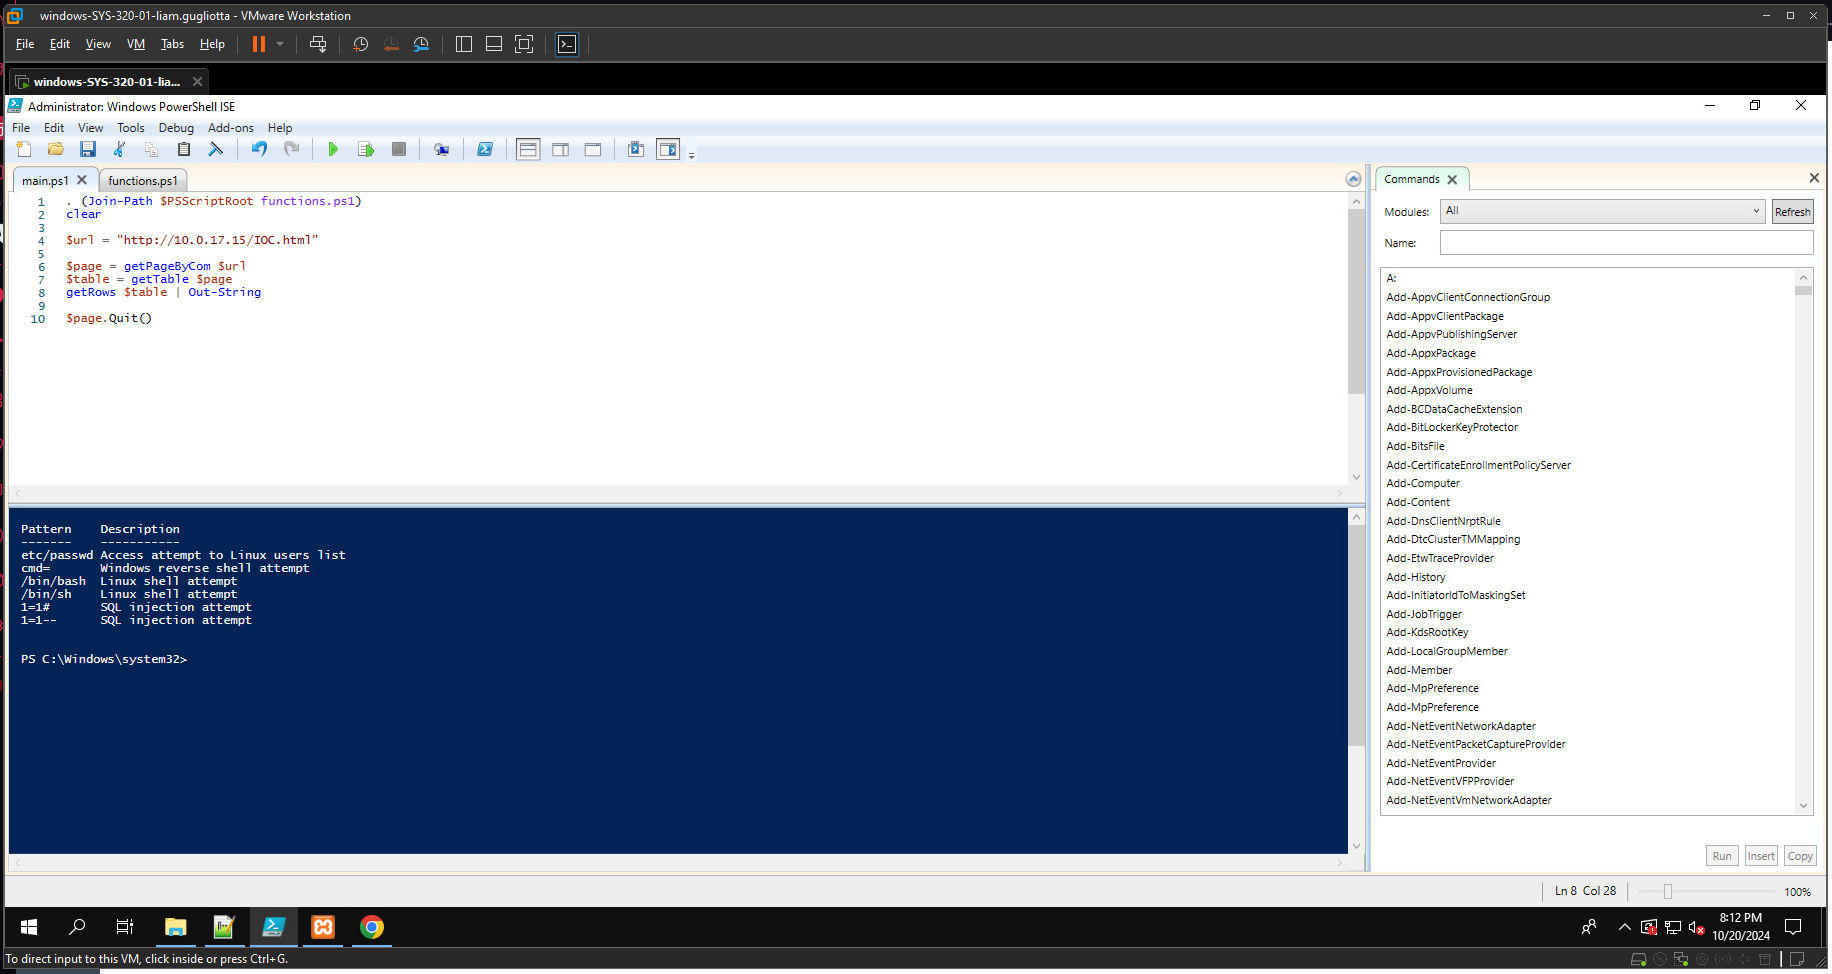 windows-SYS-320-01-liam.gugliotta - VMware Workstation
File Edit View VM Tabs Help
windows-SYS-320-01-lia...
Administrator: Windows PowerShell ISE
File Edit View Tools Debug Add-ons Help
main.ps1 functions.ps1
1 . (Join-Path $PSScriptRoot functions.ps1)
2 clear
3
4 $url = "http://10.0.17.15/IOC.html"
5
6 $page = getPageByCom $url
7 $table = getTable $page
8 getRows $table | Out-String
9
10 $page.Quit()
Pattern Description
------- -----------
etc/passwd Access attempt to Linux users list
cmd= Windows reverse shell attempt
/bin/bash Linux shell attempt
/bin/sh Linux shell attempt
1=1# SQL injection attempt
1=1-- SQL injection attempt
PS C:\Windows\system32>
Commands
Modules: All Refresh
Name:
A:
Add-AppvClientConnectionGroup
Add-AppvClientPackage
Add-AppvPublishingServer
Add-AppxPackage
Add-AppxProvisionedPackage
Add-AppxVolume
Add-BCDataCacheExtension
Add-BitLockerKeyProtector
Add-BitsFile
Add-CertificateEnrollmentPolicyServer
Add-Computer
Add-Content
Add-DnsClientNrptRule
Add-DtcClusterTMMapping
Add-EtwTraceProvider
Add-History
Add-InitiatorIdToMaskingSet
Add-JobTrigger
Add-KdsRootKey
Add-LocalGroupMember
Add-Member
Add-MpPreference
Add-MpPreference
Add-NetEventNetworkAdapter
Add-NetEventPacketCaptureProvider
Add-NetEventProvider
Add-NetEventVFPProvider
Add-NetEventVmNetworkAdapter
Run Insert Copy
Ln 8 Col 28 100%
8:12 PM
10/20/2024
To direct input to this VM, click inside or press Ctrl+G.